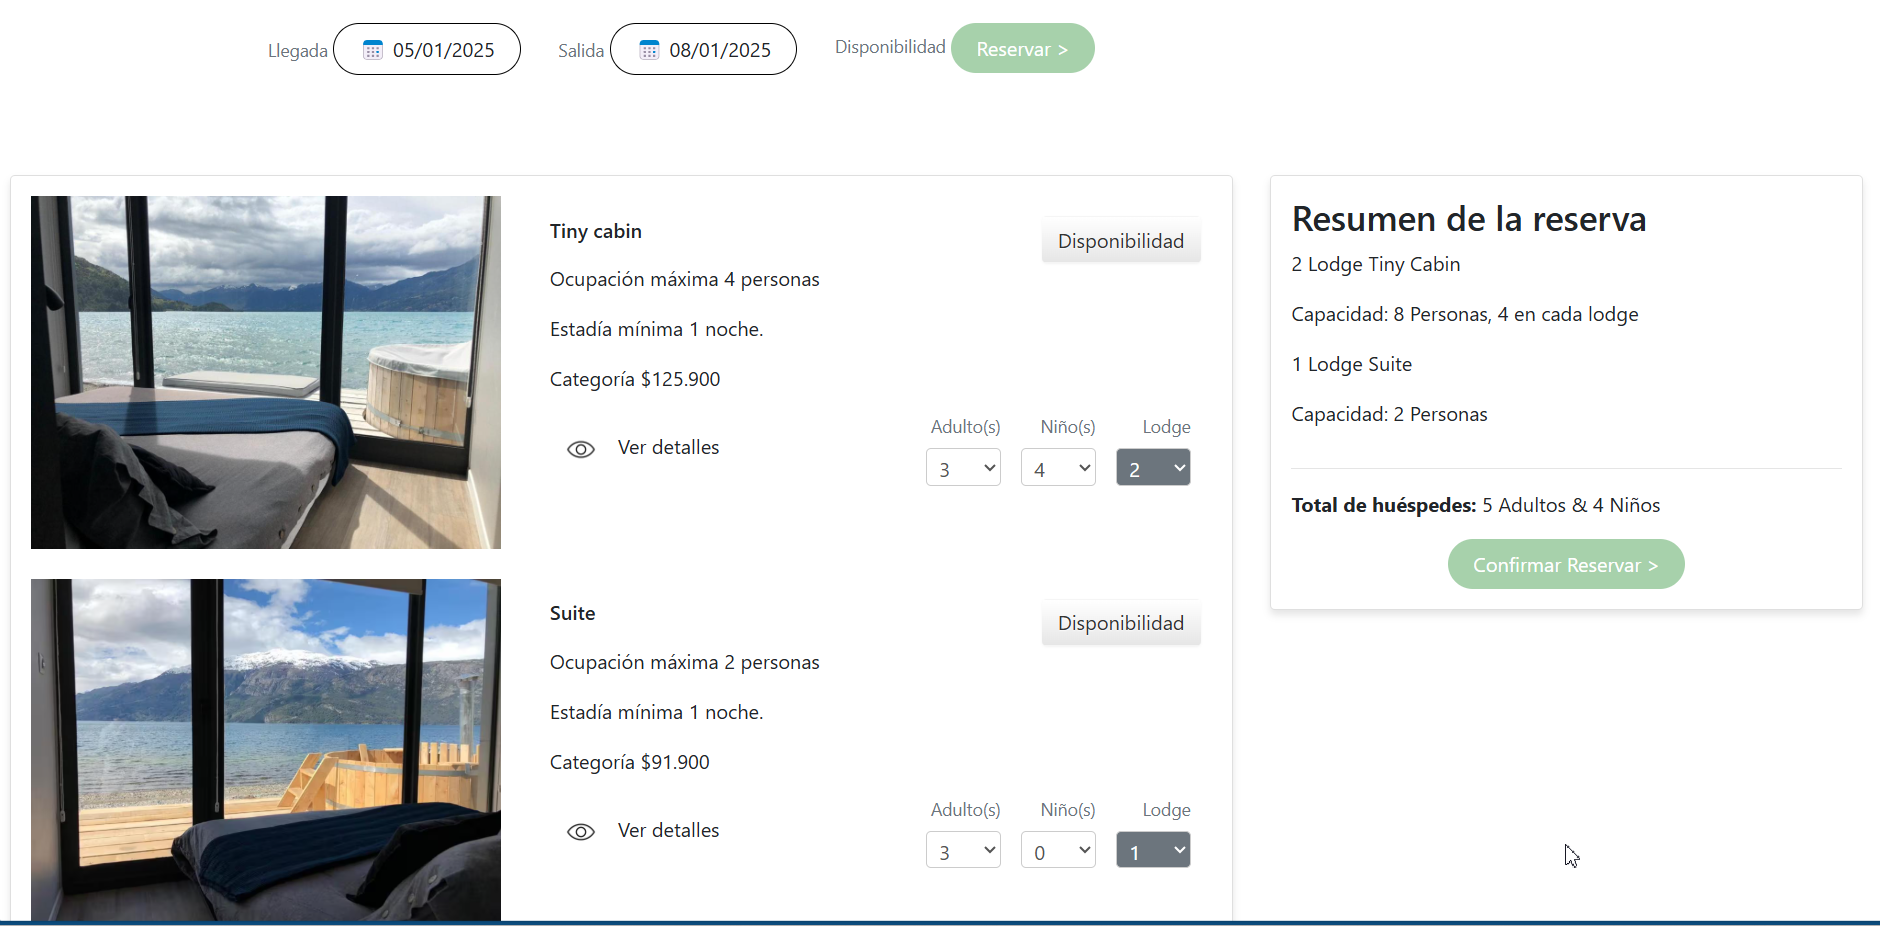 Llegada 05/01/2025 Salida 08/01/2025 Disponibilidad Reservar >
Tiny cabin
Disponibilidad
Ocupación máxima 4 personas
Estadía mínima 1 noche.
Categoría $125.900
Adulto(s) Niño(s) Lodge
Ver detalles
3 4 2
Suite
Disponibilidad
Ocupación máxima 2 personas
Estadía mínima 1 noche.
Categoría $91.900
Adulto(s) Niño(s) Lodge
Ver detalles
3 0 1
Resumen de la reserva
2 Lodge Tiny Cabin
Capacidad: 8 Personas, 4 en cada lodge
1 Lodge Suite
Capacidad: 2 Personas
Total de huéspedes: 5 Adultos & 4 Niños
Confirmar Reservar >